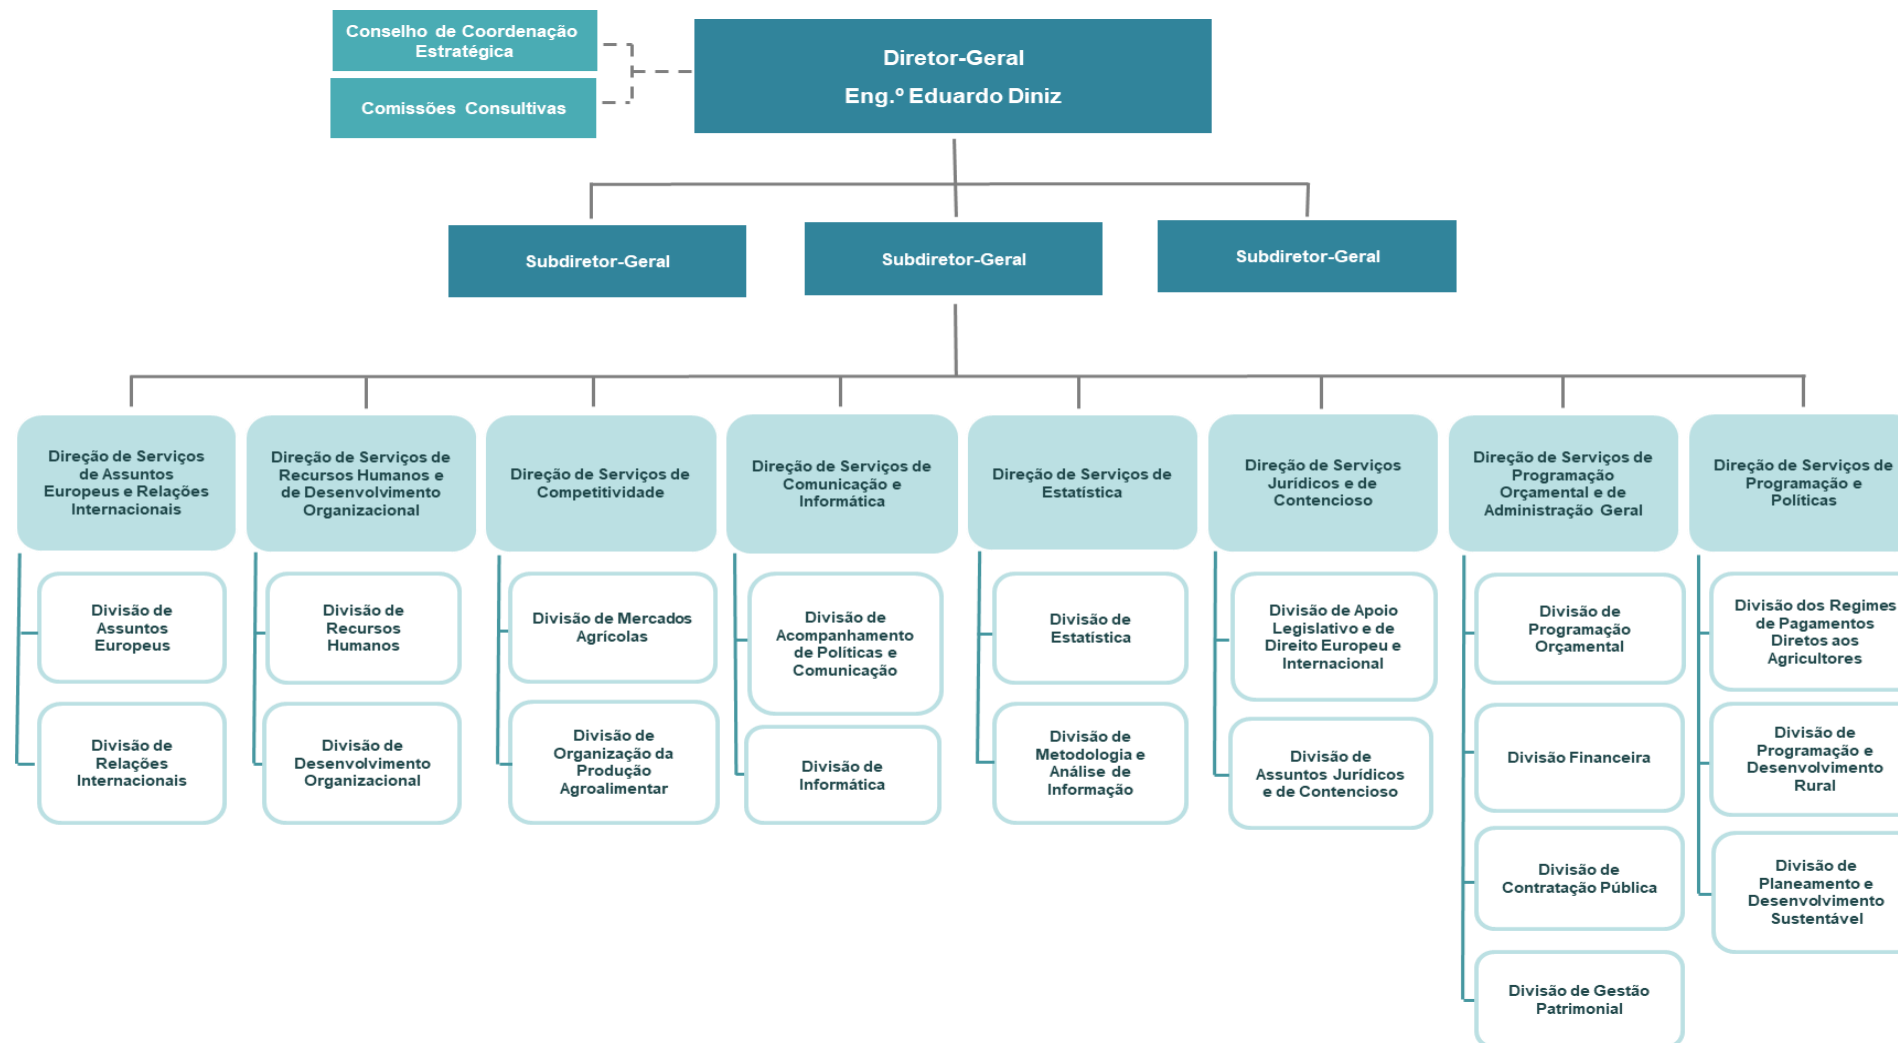 Conselho de Coordenação
Estratégica
Comissões Consultivas
Diretor-Geral
Eng.º Eduardo Diniz
Subdiretor-Geral
Subdiretor-Geral
Subdiretor-Geral
Direção de Serviços
de Assuntos
Europeus e Relações
Internacionais
Direção de Serviços de
Recursos Humanos e
de Desenvolvimento
Organizacional
Direção de Serviços de
Competitividade
Direção de Serviços de
Comunicação e
Informática
Direção de Serviços de
Estatística
Direção de Serviços
Jurídicos e de
Contencioso
Direção de Serviços de
Programação
Orçamental e de
Administração Geral
Direção de Serviços de
Programação e
Políticas
Divisão de
Assuntos
Europeus
Divisão de
Relações
Internacionais
Divisão de
Recursos
Humanos
Divisão de
Desenvolvimento
Organizacional
Divisão de Mercados
Agrícolas
Divisão de
Organização da
Produção
Agroalimentar
Divisão de
Acompanhamento
de Políticas e
Comunicação
Divisão de
Informática
Divisão de
Estatística
Divisão de
Metodologia e
Análise de
Informação
Divisão de Apoio
Legislativo e de
Direito Europeu e
Internacional
Divisão de
Assuntos Jurídicos
e de Contencioso
Divisão de
Programação
Orçamental
Divisão Financeira
Divisão de
Contratação Pública
Divisão de Gestão
Patrimonial
Divisão dos Regimes
de Pagamentos
Diretos aos
Agricultores
Divisão de
Programação e
Desenvolvimento
Rural
Divisão de
Planeamento e
Desenvolvimento
Sustentável